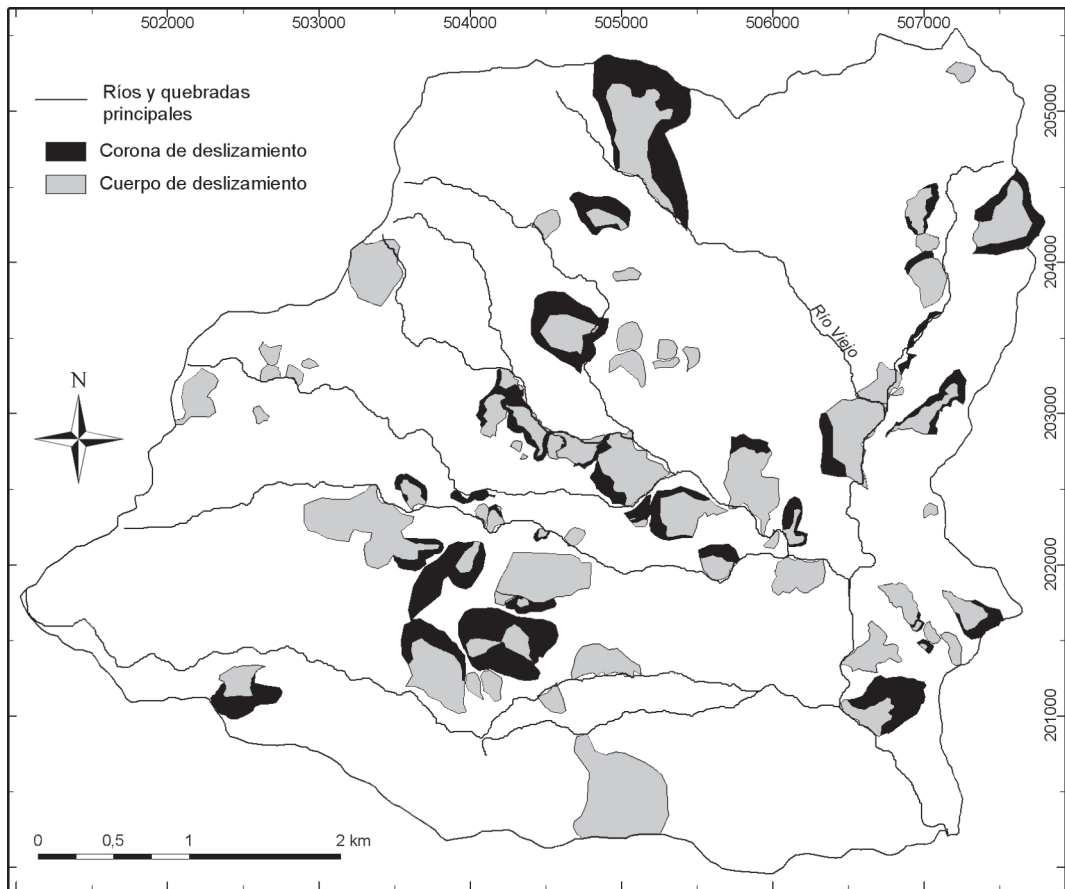 502000 503000 504000 505000 506000 507000
Ríos y quebradas
principales
Corona de deslizamiento
Cuerpo de deslizamiento
205000
204000
Río Viejo
N
203000
202000
201000
0 0,5 1 2 km